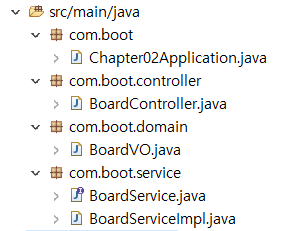 src/main/java
com.boot
Chapter02Application.java
com.boot.controller
BoardController.java
com.boot.domain
BoardVO.java
com.boot.service
BoardService.java
BoardServiceImpl.java